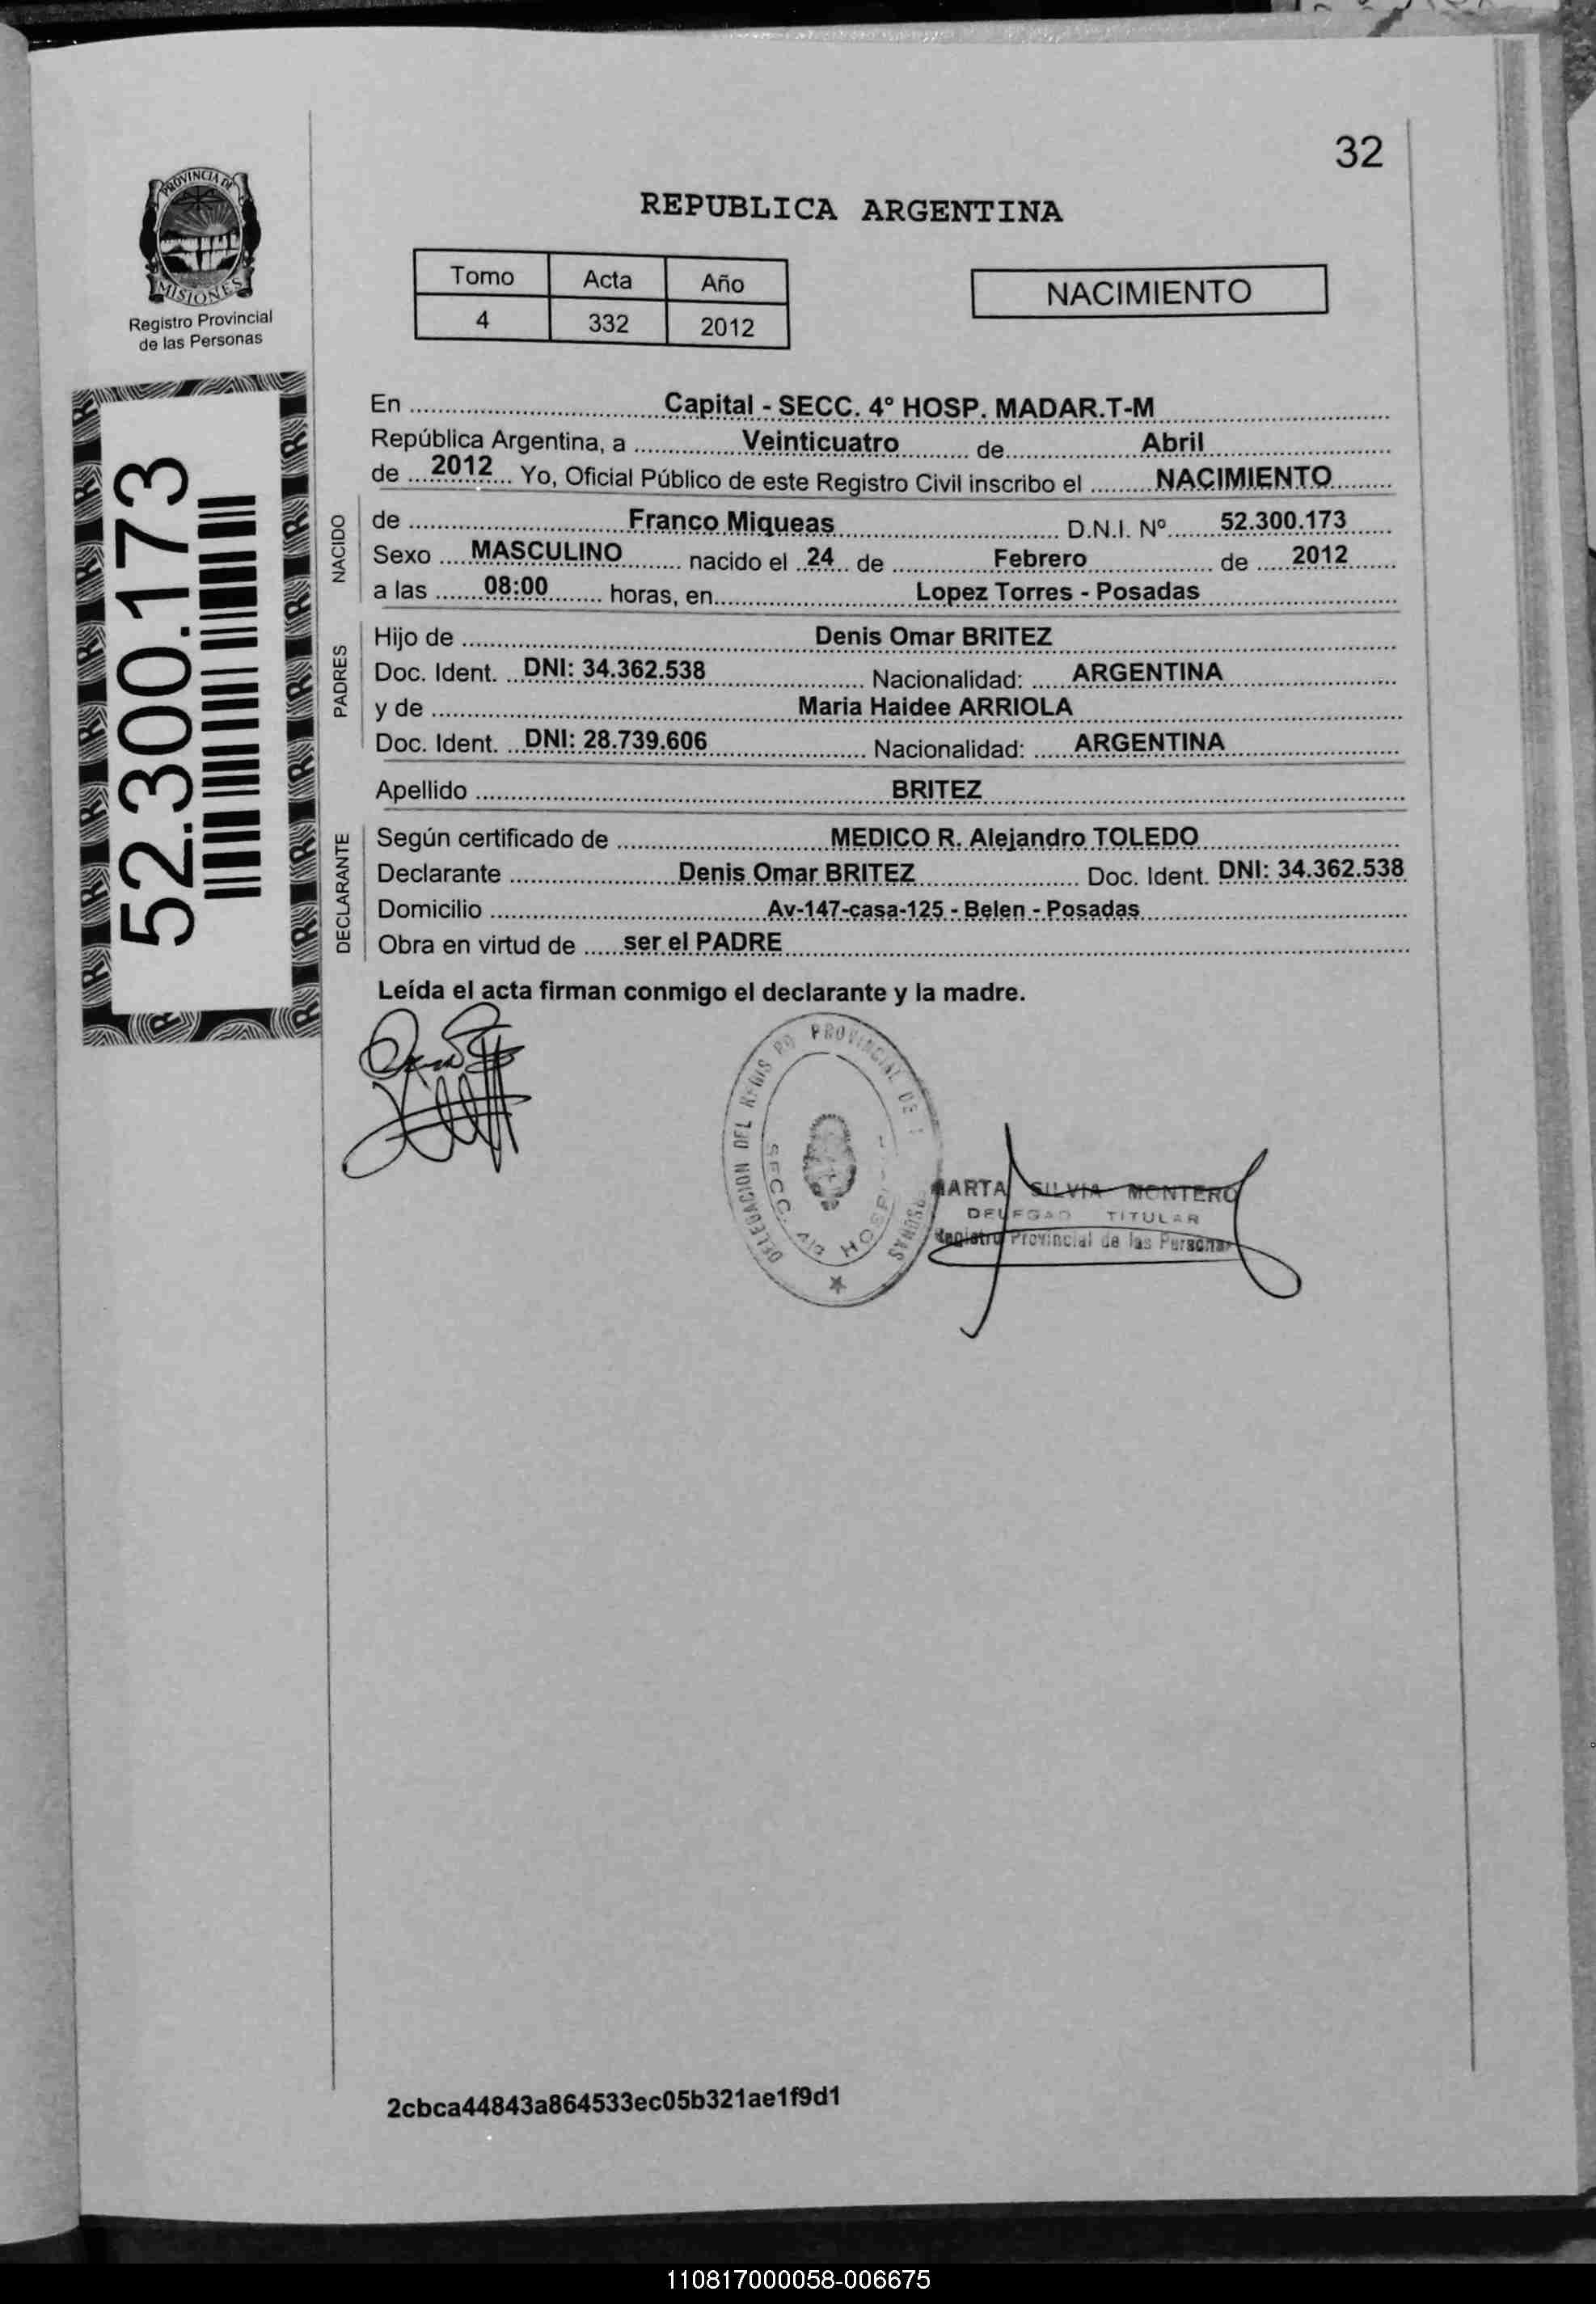 32
PROVINCIA DE
MISIONES
Registro Provincial
de las Personas
REPUBLICA ARGENTINA
Tomo Acta Año
4 332 2012
NACIMIENTO
52.300.173
En Capital - SECC. 4° HOSP. MADAR.T-M
República Argentina, a Veinticuatro de Abril
de 2012 Yo, Oficial Público de este Registro Civil inscribo el NACIMIENTO
NACIDO
de Franco Miqueas D.N.I. Nº 52.300.173
Sexo MASCULINO nacido el 24 de Febrero de 2012
a las 08:00 horas, en Lopez Torres - Posadas
PADRES
Hijo de Denis Omar BRITEZ
Doc. Ident. DNI: 34.362.538 Nacionalidad: ARGENTINA
y de Maria Haidee ARRIOLA
Doc. Ident. DNI: 28.739.606 Nacionalidad: ARGENTINA
Apellido BRITEZ
DECLARANTE
Según certificado de MEDICO R. Alejandro TOLEDO
Declarante Denis Omar BRITEZ Doc. Ident. DNI: 34.362.538
Domicilio Av-147-casa-125 - Belen - Posadas
Obra en virtud de ser el PADRE
Leída el acta firman conmigo el declarante y la madre.
DELEGACION DEL PROVINCIAL DE
SECC.
MARTA SILVIA MONTERO
TITULAR
Registro Provincial de las Personas
2cbca44843a864533ec05b321ae1f9d1
110817000058-006675